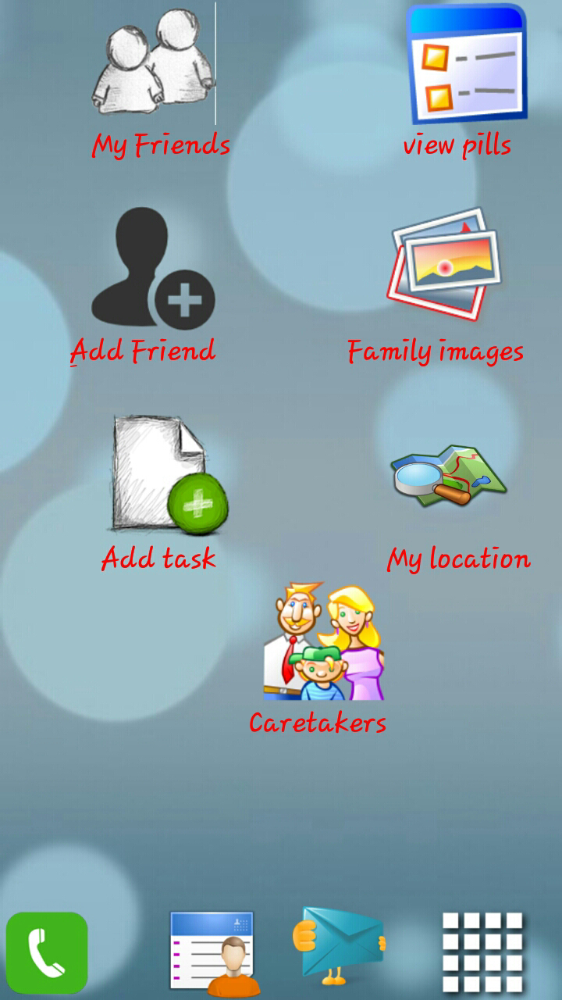 My Friends
view pills
Add Friend
Family images
Add task
My location
Caretakers